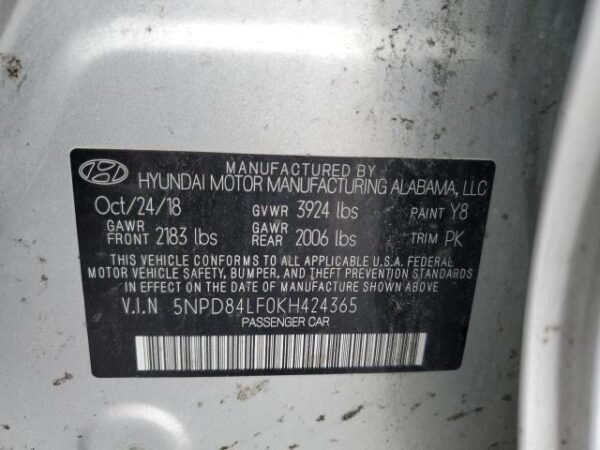 MANUFACTURED BY
HYUNDAI MOTOR MANUFACTURING ALABAMA, LLC
Oct/24/18 GVWR 3924 lbs PAINT Y8
GAWR FRONT 2183 lbs GAWR REAR 2006 lbs TRIM PK
THIS VEHICLE CONFORMS TO ALL APPLICABLE U.S.A. FEDERAL
MOTOR VEHICLE SAFETY, BUMPER, AND THEFT PREVENTION STANDARDS
IN EFFECT ON THE DATE OF MANUFACTURE SHOWN ABOVE.
V.I.N 5NPD84LF0KH424365
PASSENGER CAR